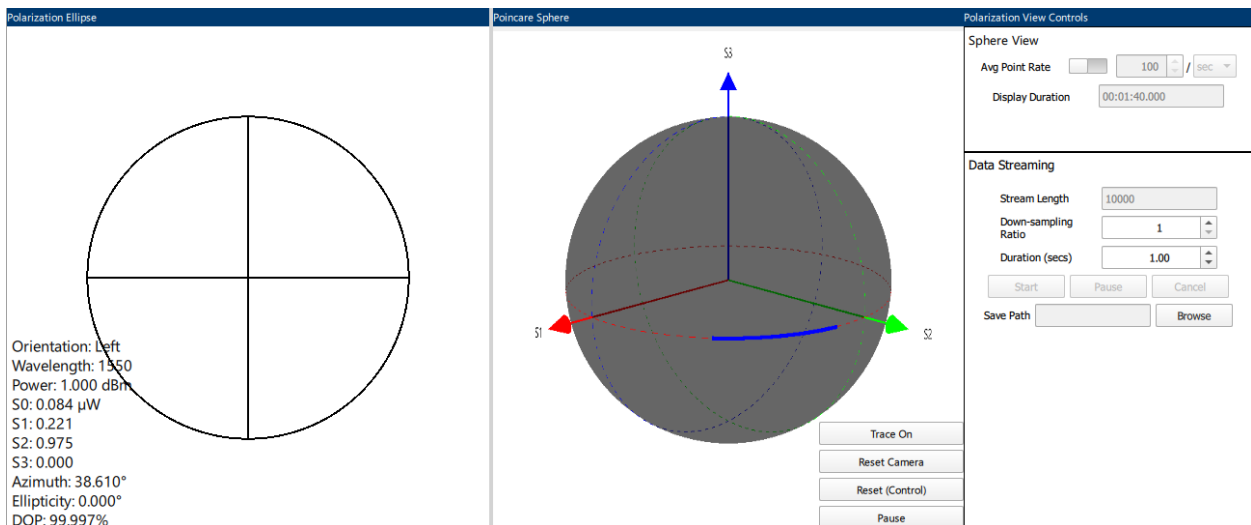 Polarization Ellipse
Orientation: Left
Wavelength: 1550
Power: 1.000 dBm
S0: 0.084 µW
S1: 0.221
S2: 0.975
S3: 0.000
Azimuth: 38.610°
Ellipticity: 0.000°
DOP: 99.997%
Poincare Sphere
S3
S1
S2
Trace On
Reset Camera
Reset (Control)
Pause
Polarization View Controls
Sphere View
Avg Point Rate 100 / sec
Display Duration 00:01:40.000
Data Streaming
Stream Length 10000
Down-sampling
Ratio 1
Duration (secs) 1.00
Start Pause Cancel
Save Path Browse